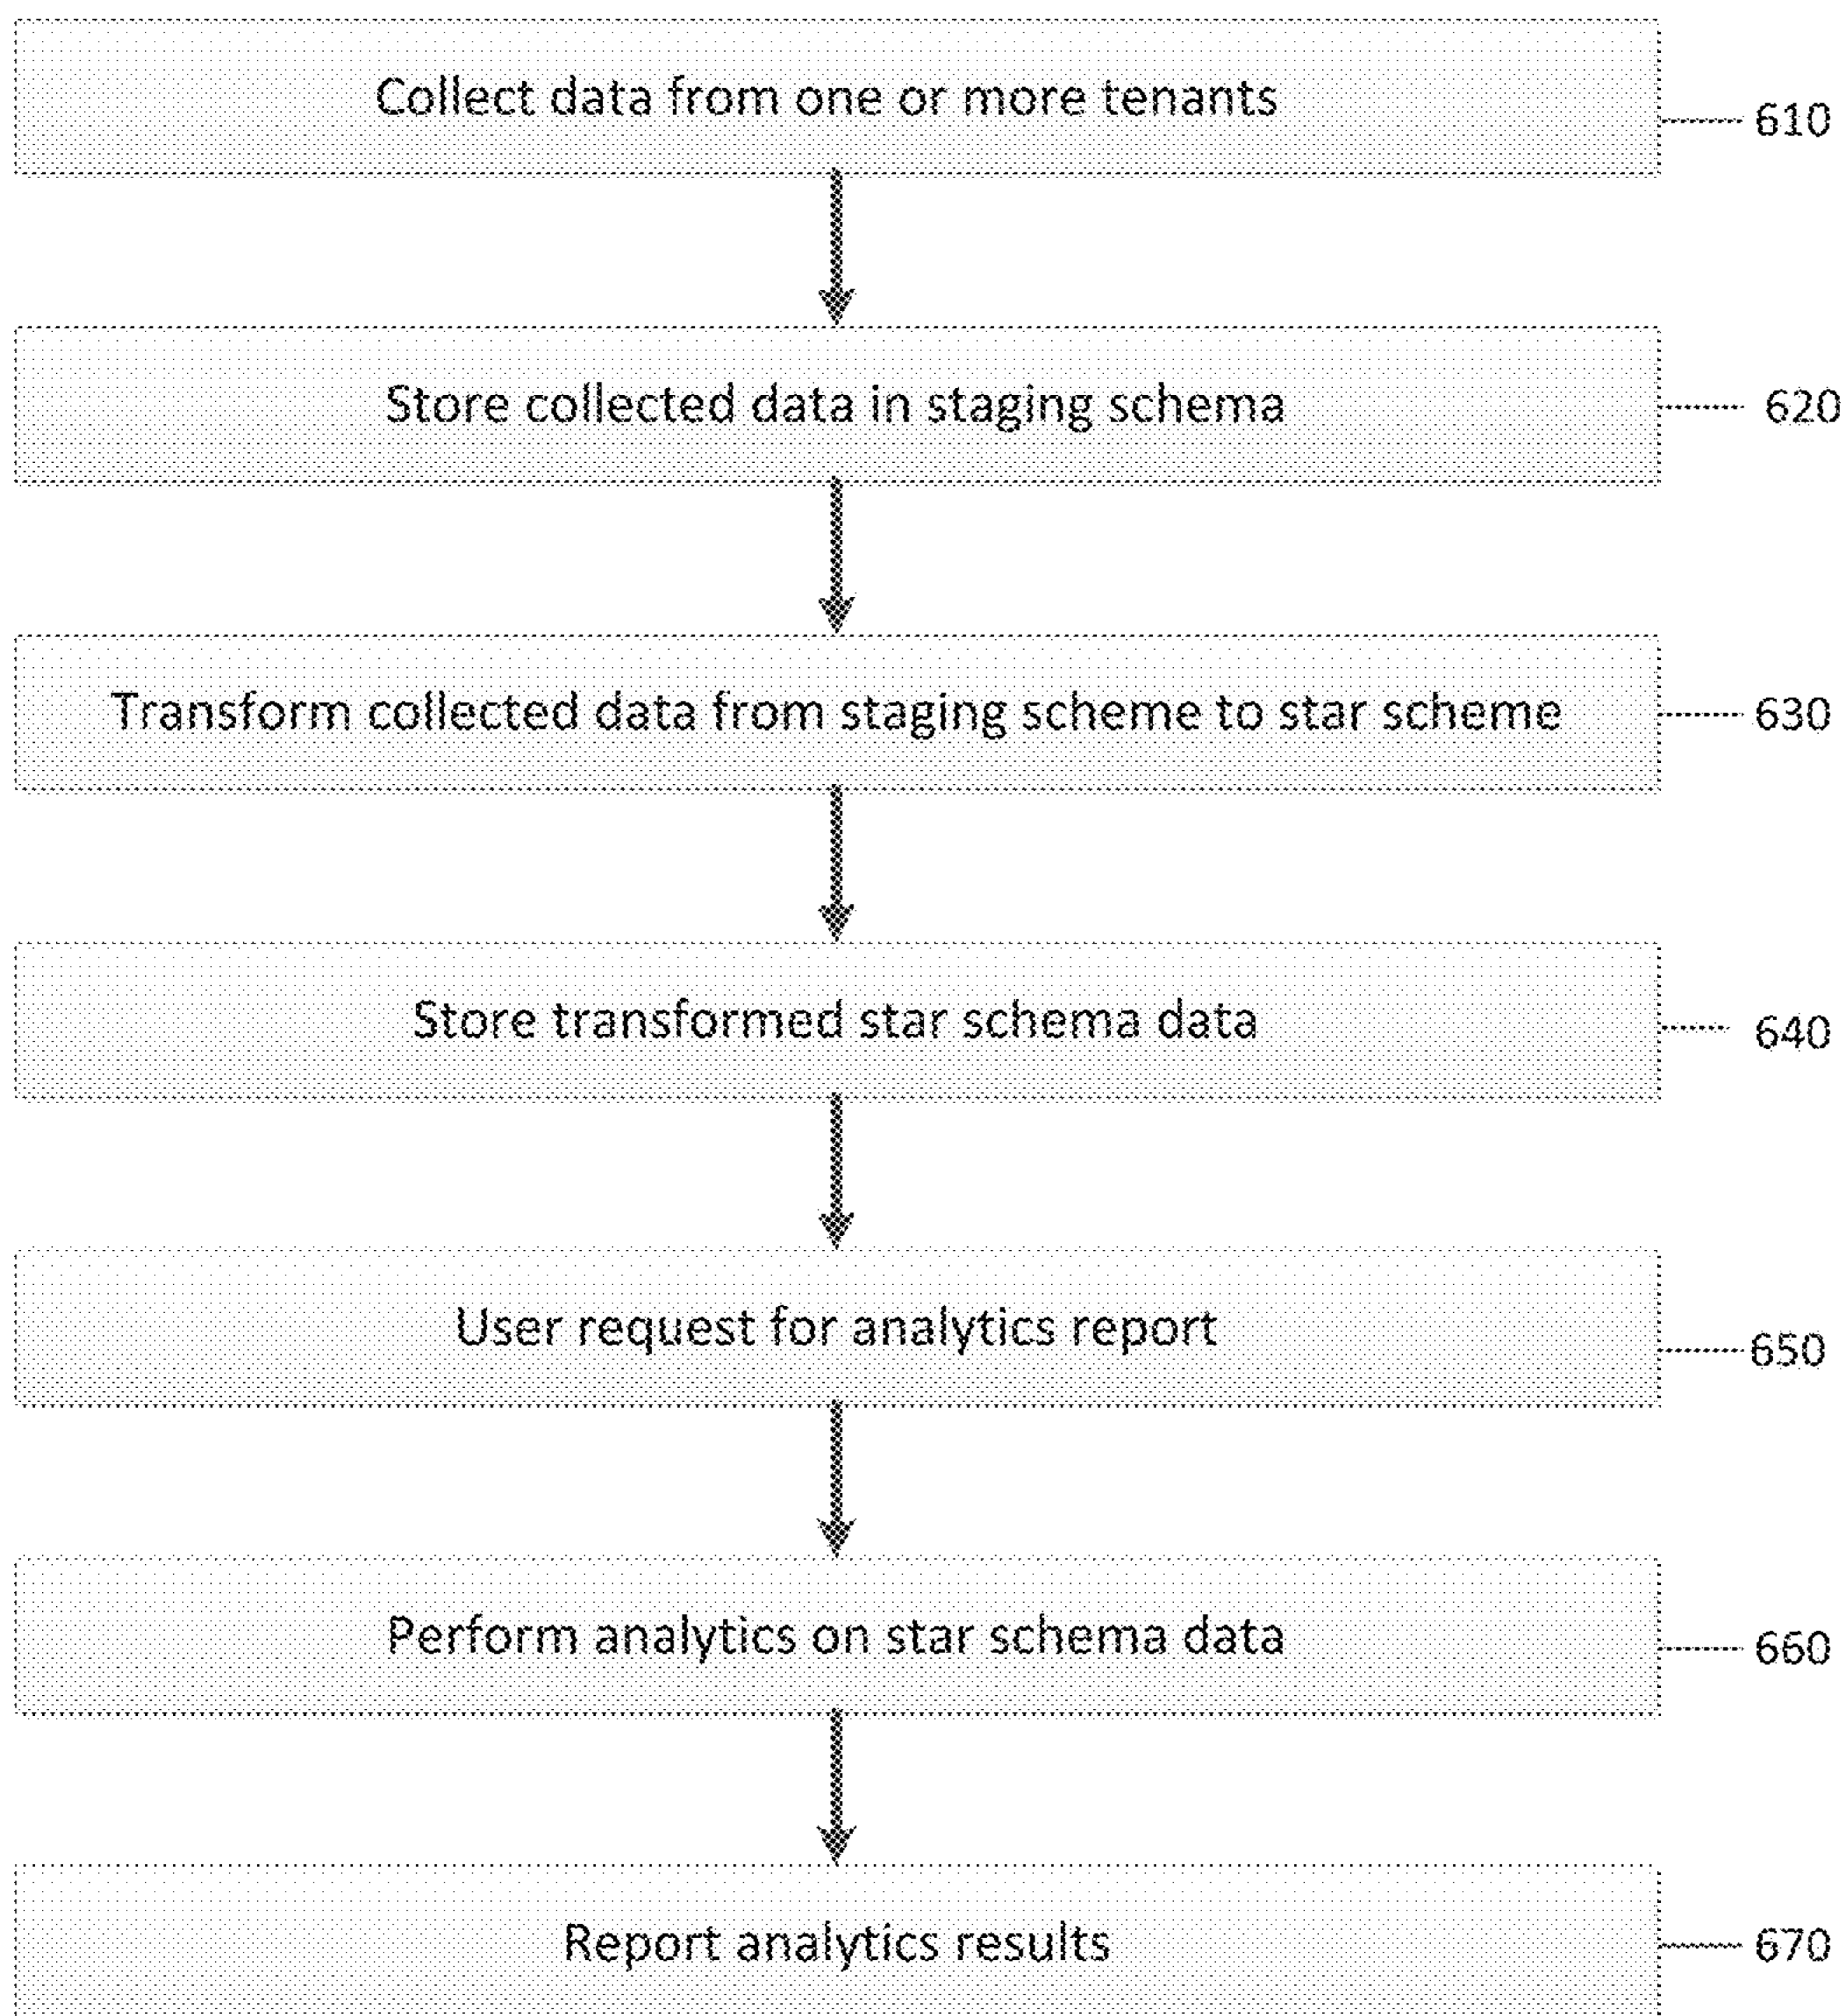 Collect data from one or more tenants
610
Store collected data in staging schema
620
Transform collected data from staging scheme to star scheme
630
Store transformed star schema data
640
User request for analytics report
650
Perform analytics on star schema data
660
Report analytics results
670